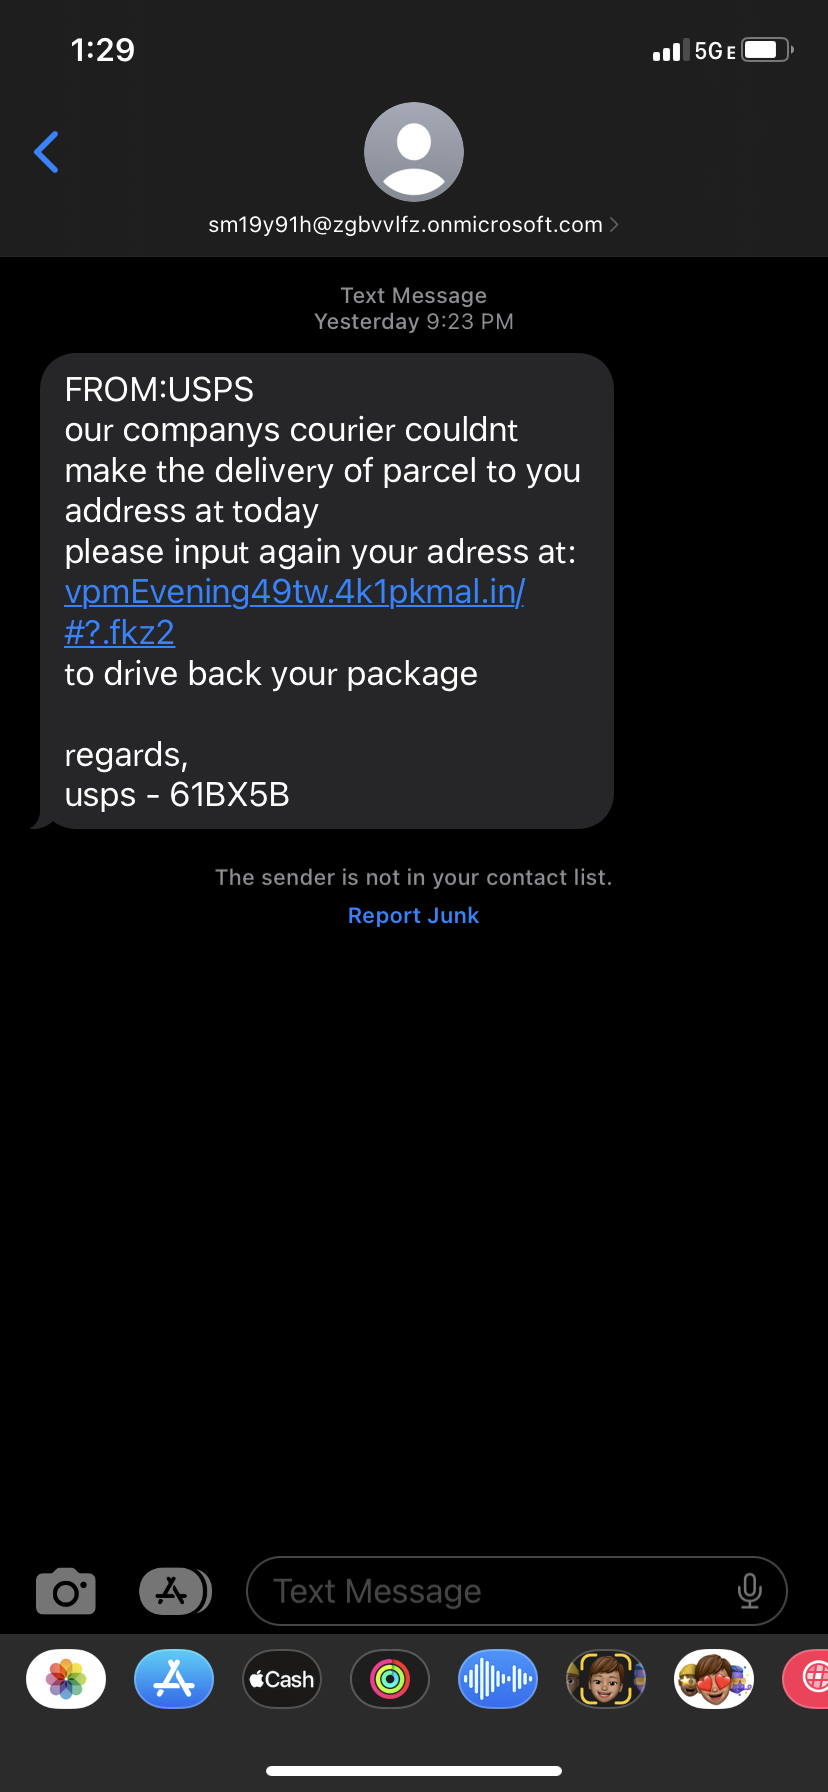 1:29
5G E
sm19y91h@zgbvvlfz.onmicrosoft.com
Text Message
Yesterday 9:23 PM
FROM:USPS
our companys courier couldnt
make the delivery of parcel to you
address at today
please input again your adress at:
vpmEvening49tw.4k1pkmal.in/
#?.fkz2
to drive back your package
regards,
usps - 61BX5B
The sender is not in your contact list.
Report Junk
Text Message
Cash